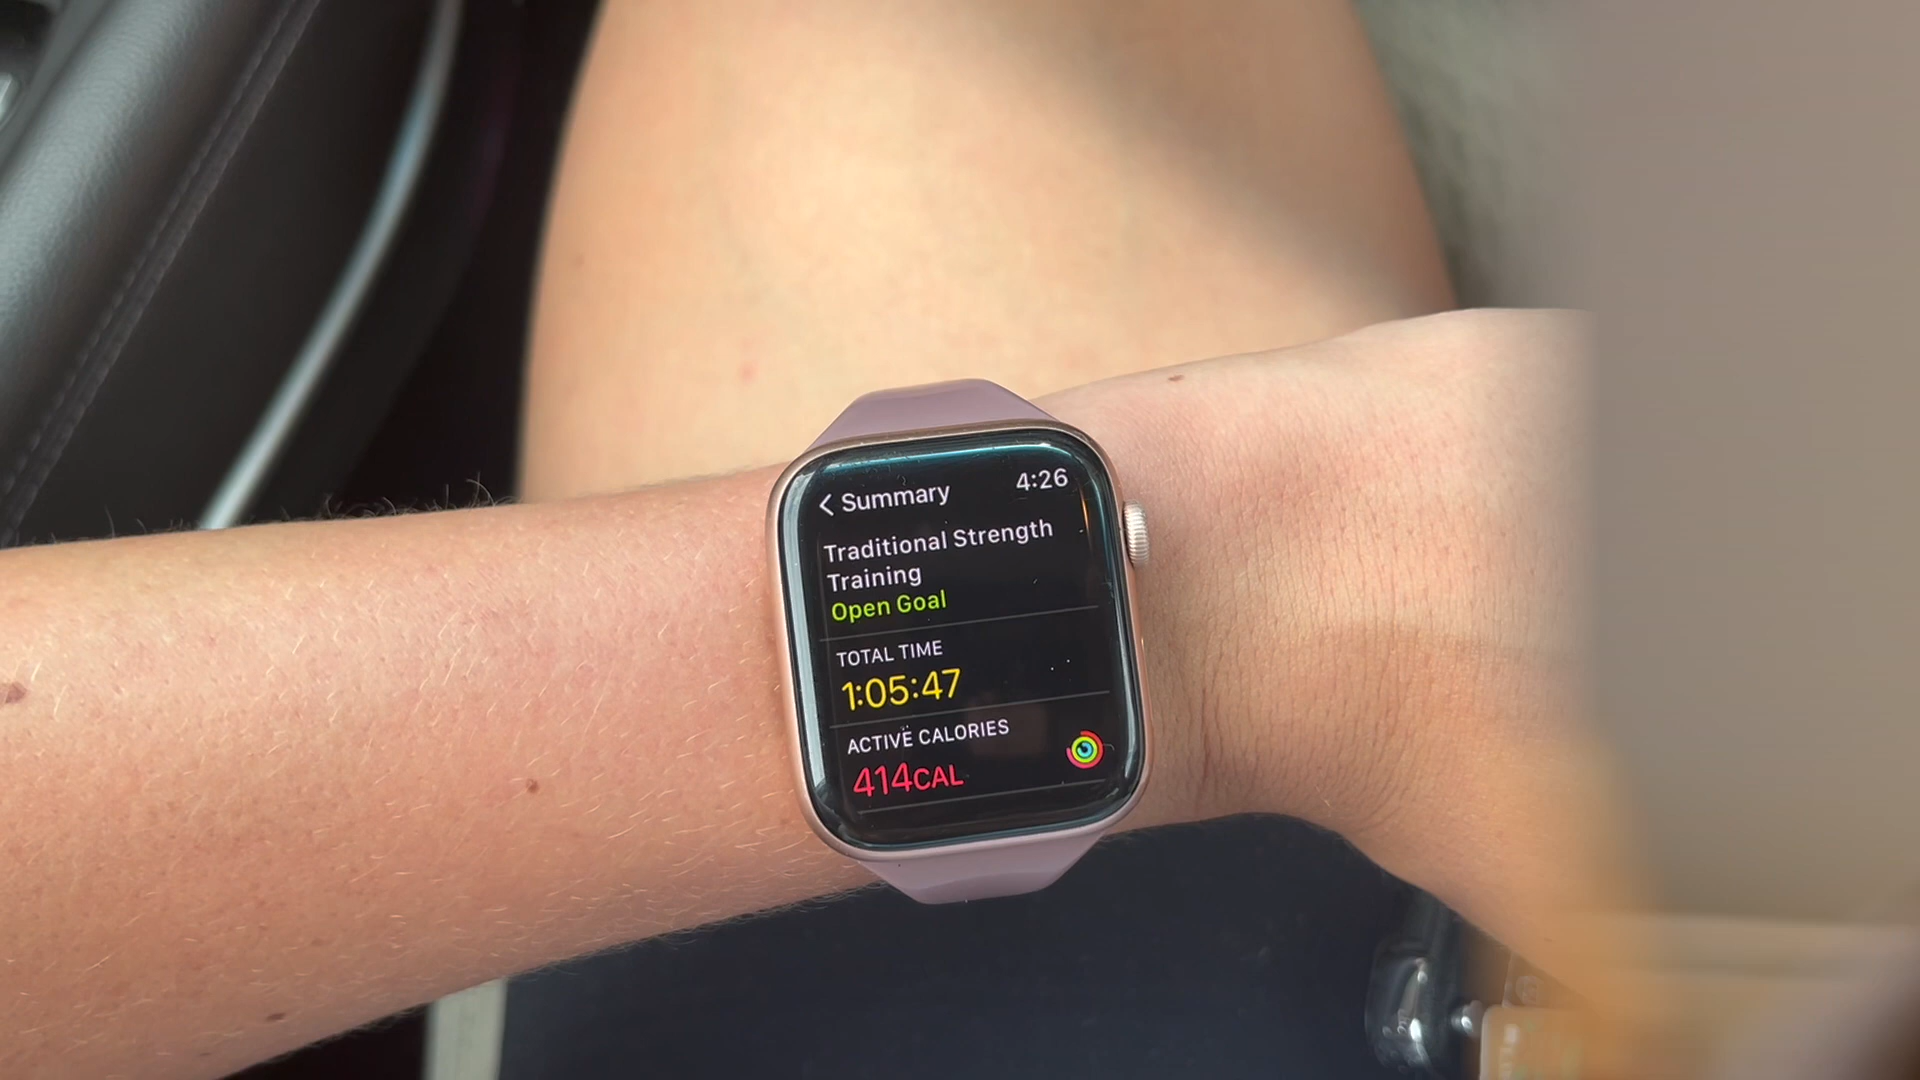 < Summary 4:26
Traditional Strength
Training
Open Goal
TOTAL TIME
1:05:47
ACTIVE CALORIES
414CAL